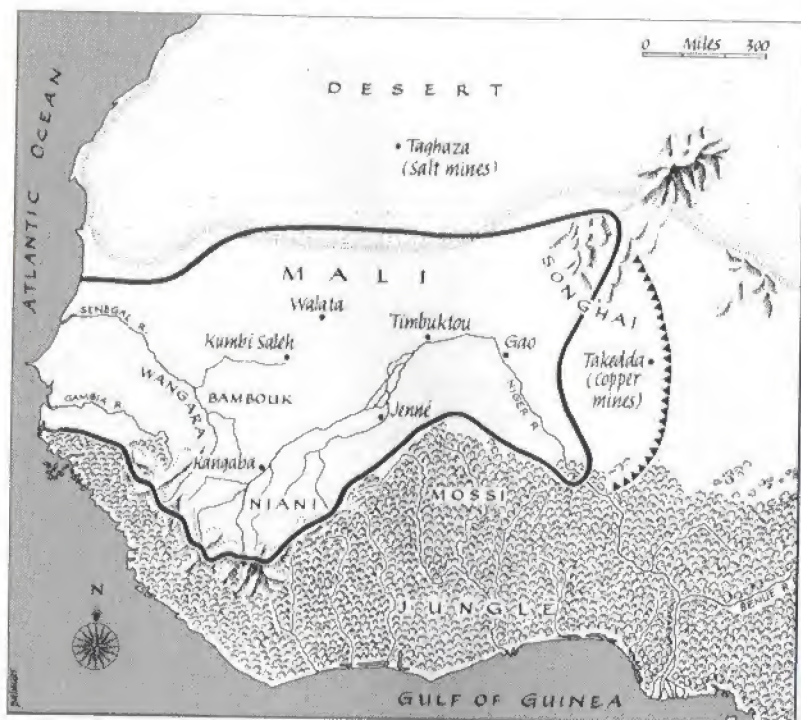 0 Miles 300
DESERT
ATLANTIC OCEAN
Taghaza
(Salt mines)
MALI
SONGHAI
Walata
SENEGAL R.
Timbuktou
Kumbi Saleh
Gao
WANGARA
Takedda
(Copper
mines)
BAMBOUK
GAMBIA R.
NIGER R.
Jenné
Kangaba
NIANI
MOSSI
JUNGLE
BENUE R.
N
GULF OF GUINEA